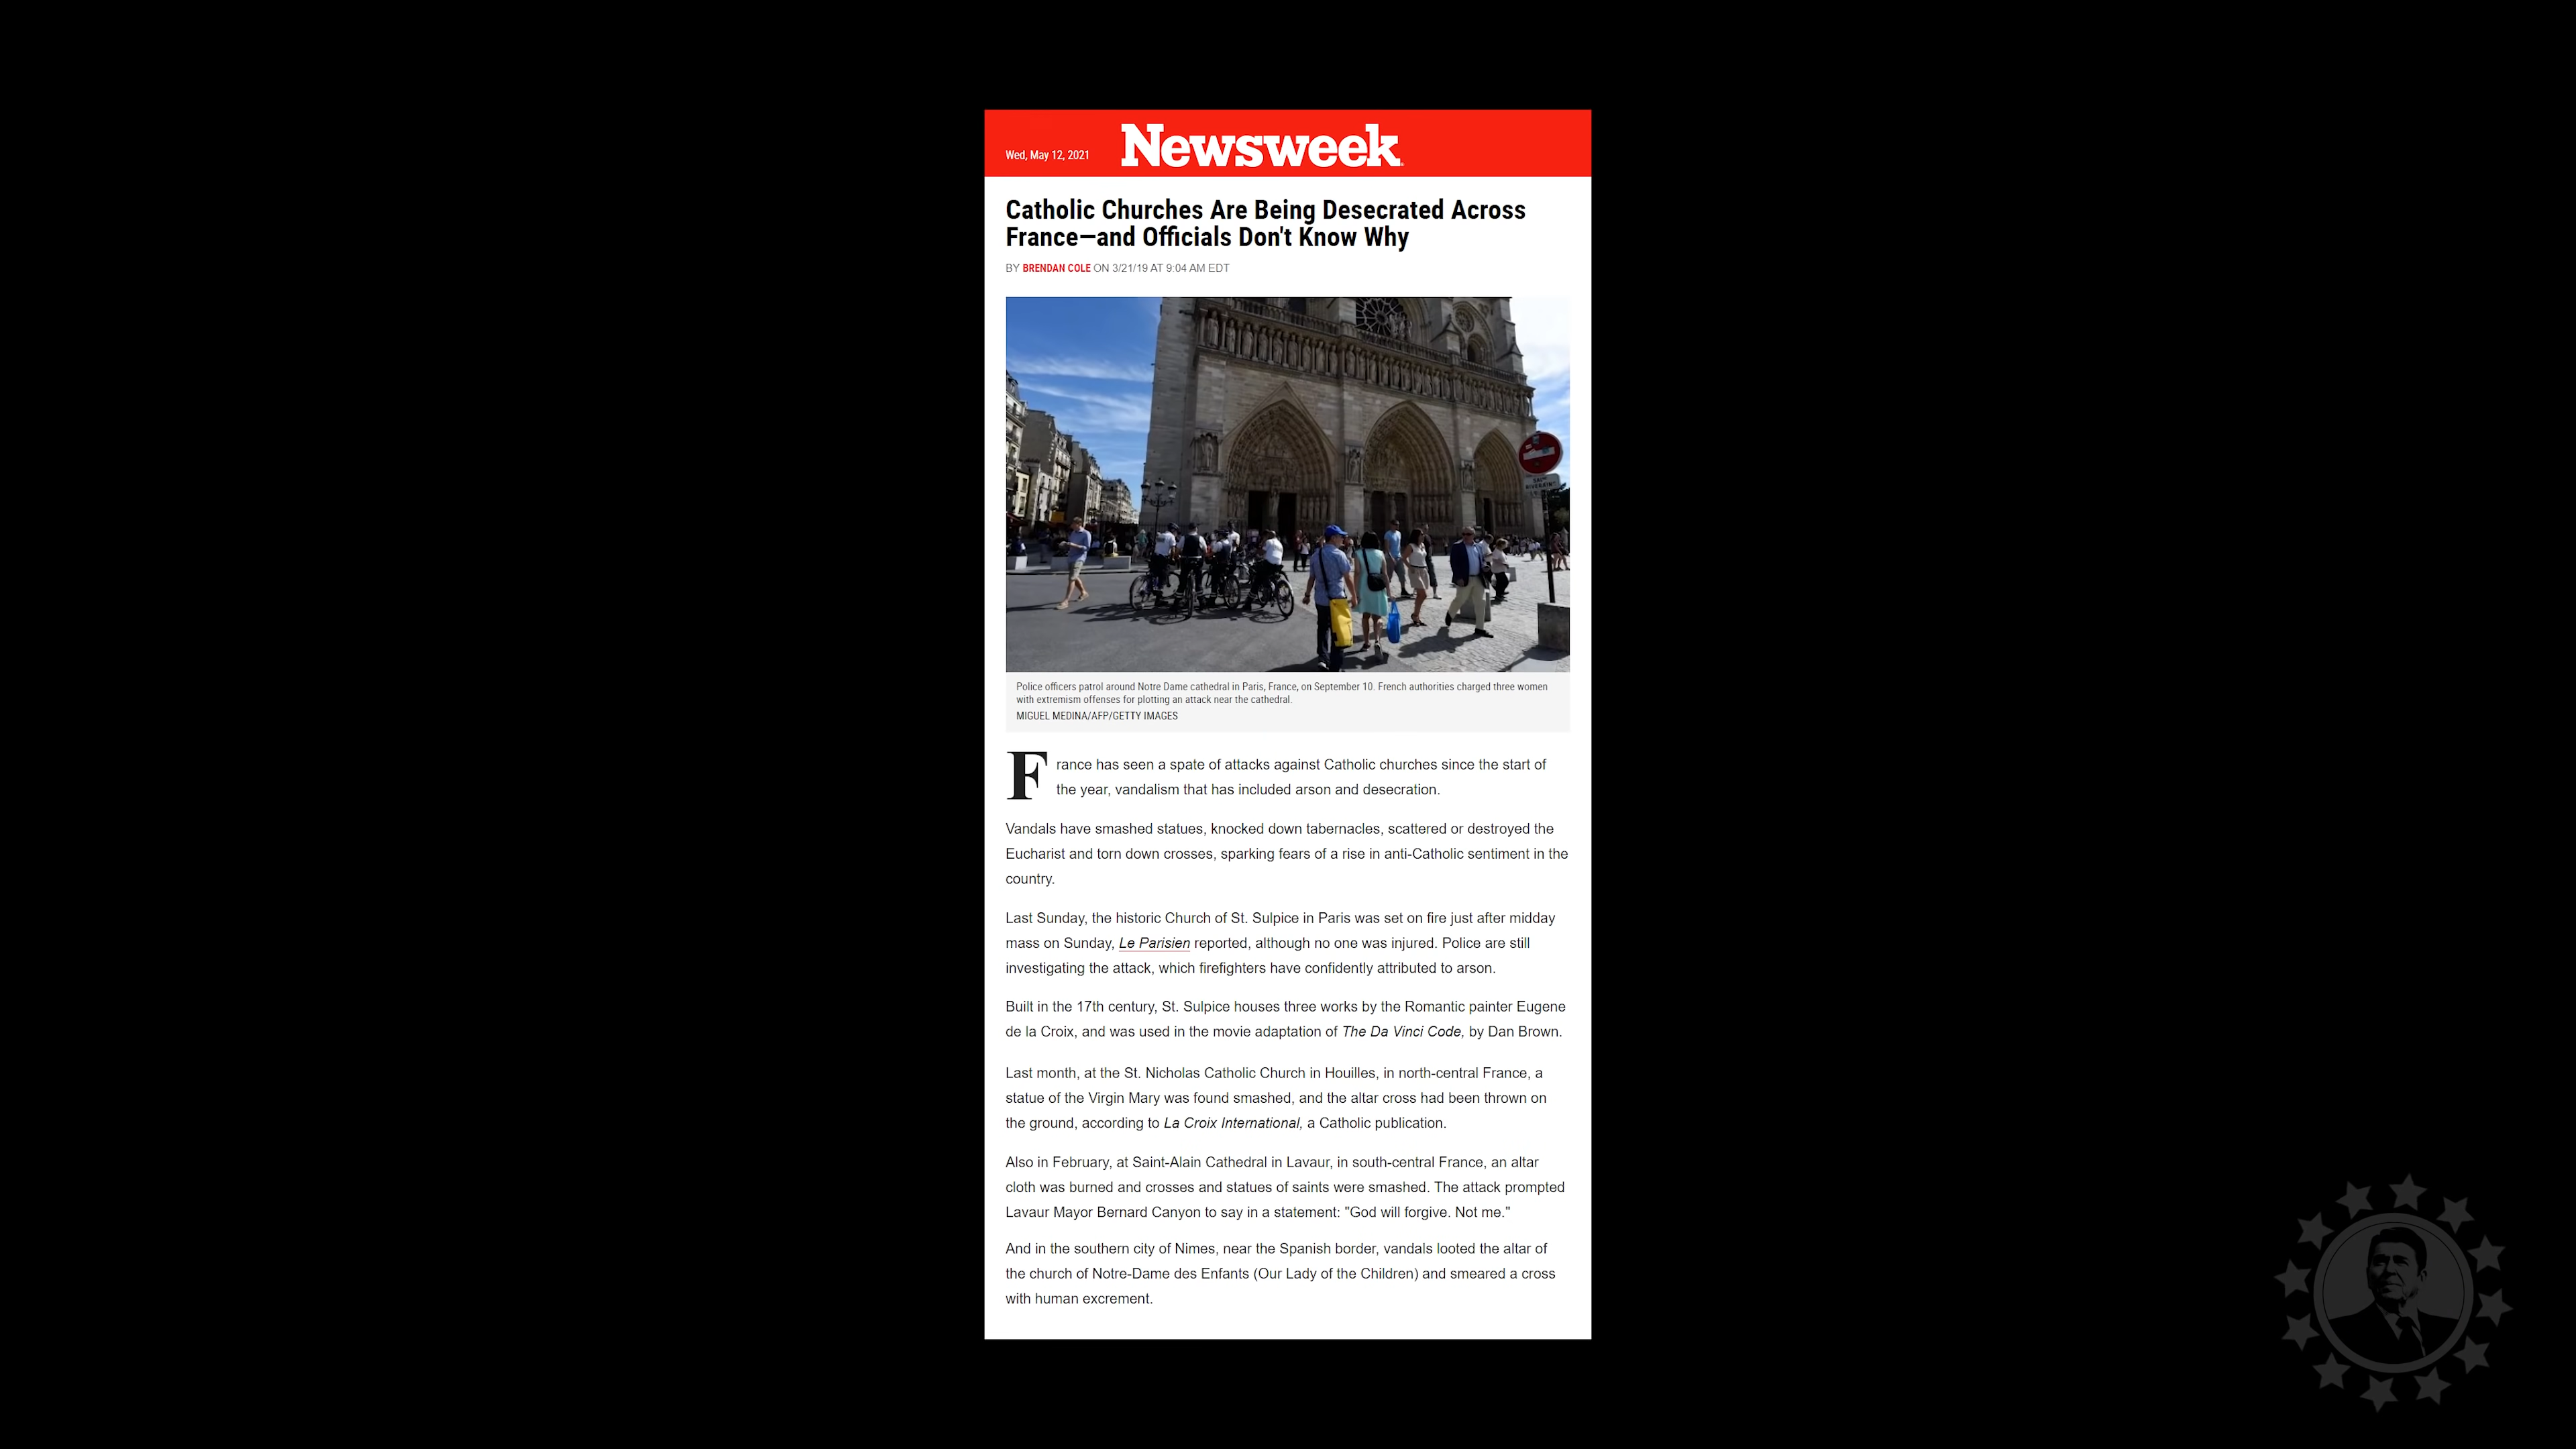 Wed, May 12, 2021
Newsweek
Catholic Churches Are Being Desecrated Across
France—and Officials Don't Know Why
BY BRENDAN COLE ON 3/21/19 AT 9:04 AM EDT
Police officers patrol around Notre Dame cathedral in Paris, France, on September 10. French authorities charged three women
with extremism offenses for plotting an attack near the cathedral.
MIGUEL MEDINA/AFP/GETTY IMAGES
France has seen a spate of attacks against Catholic churches since the start of
the year, vandalism that has included arson and desecration.
Vandals have smashed statues, knocked down tabernacles, scattered or destroyed the
Eucharist and torn down crosses, sparking fears of a rise in anti-Catholic sentiment in the
country.
Last Sunday, the historic Church of St. Sulpice in Paris was set on fire just after midday
mass on Sunday, Le Parisien reported, although no one was injured. Police are still
investigating the attack, which firefighters have confidently attributed to arson.
Built in the 17th century, St. Sulpice houses three works by the Romantic painter Eugene
de la Croix, and was used in the movie adaptation of The Da Vinci Code, by Dan Brown.
Last month, at the St. Nicholas Catholic Church in Houilles, in north-central France, a
statue of the Virgin Mary was found smashed, and the altar cross had been thrown on
the ground, according to La Croix International, a Catholic publication.
Also in February, at Saint-Alain Cathedral in Lavaur, in south-central France, an altar
cloth was burned and crosses and statues of saints were smashed. The attack prompted
Lavaur Mayor Bernard Canyon to say in a statement: "God will forgive. Not me."
And in the southern city of Nimes, near the Spanish border, vandals looted the altar of
the church of Notre-Dame des Enfants (Our Lady of the Children) and smeared a cross
with human excrement.